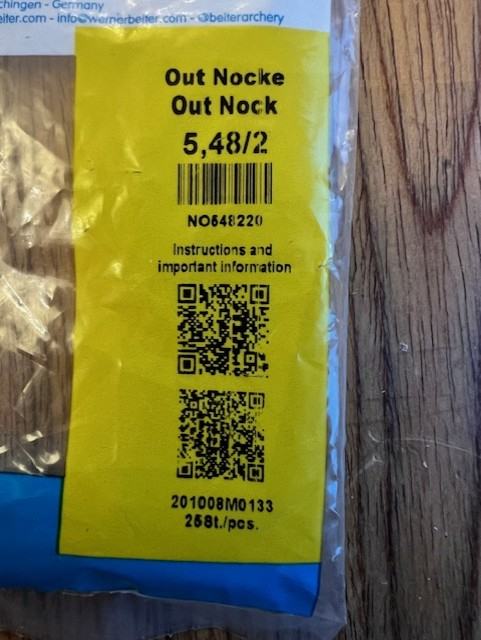 chingen - Germany
eiter.com - info@wernerbeiter.com - @beiterarchery
Out Nocke
Out Nock
5,48/2
NO548220
Instructions and
important information
201008M0133
25St./pcs.